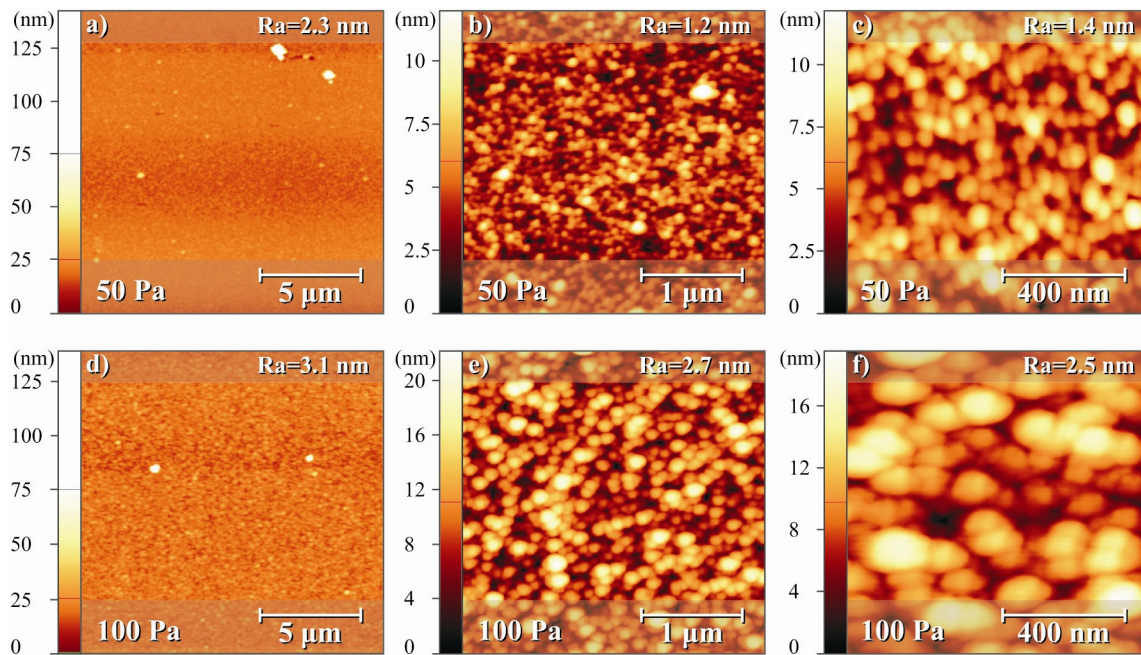 (nm)
a)
Ra=2.3 nm
125
100
75
50
25
0
50 Pa
5 μm
(nm)
b)
Ra=1.2 nm
10
7.5
5
2.5
0
50 Pa
1 μm
(nm)
c)
Ra=1.4 nm
10
7.5
5
2.5
0
50 Pa
400 nm
(nm)
d)
Ra=3.1 nm
125
100
75
50
25
0
100 Pa
5 μm
(nm)
e)
Ra=2.7 nm
20
16
12
8
4
0
100 Pa
1 μm
(nm)
f)
Ra=2.5 nm
16
12
8
4
0
100 Pa
400 nm